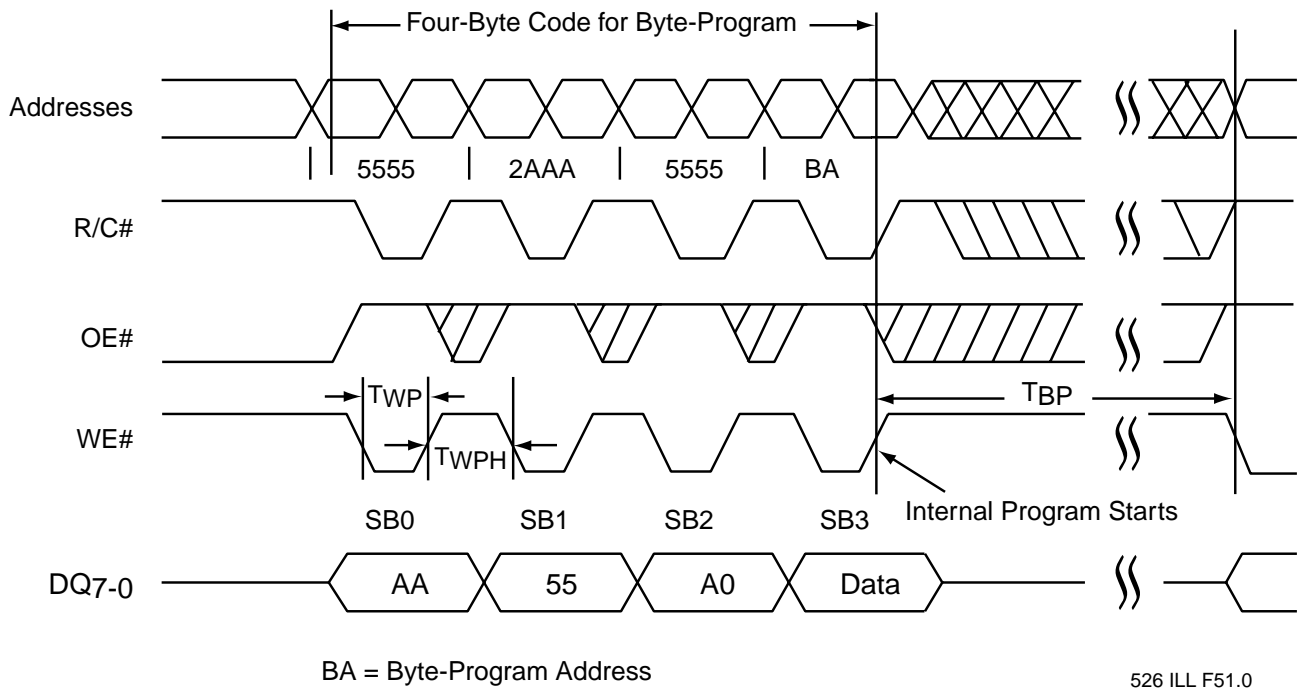 Four-Byte Code for Byte-Program
Addresses
5555 2AAA 5555 BA
R/C#
OE#
TWP
TBP
WE#
TWPH
Internal Program Starts
SB0 SB1 SB2 SB3
DQ7-0
AA 55 A0 Data
BA = Byte-Program Address
526 ILL F51.0